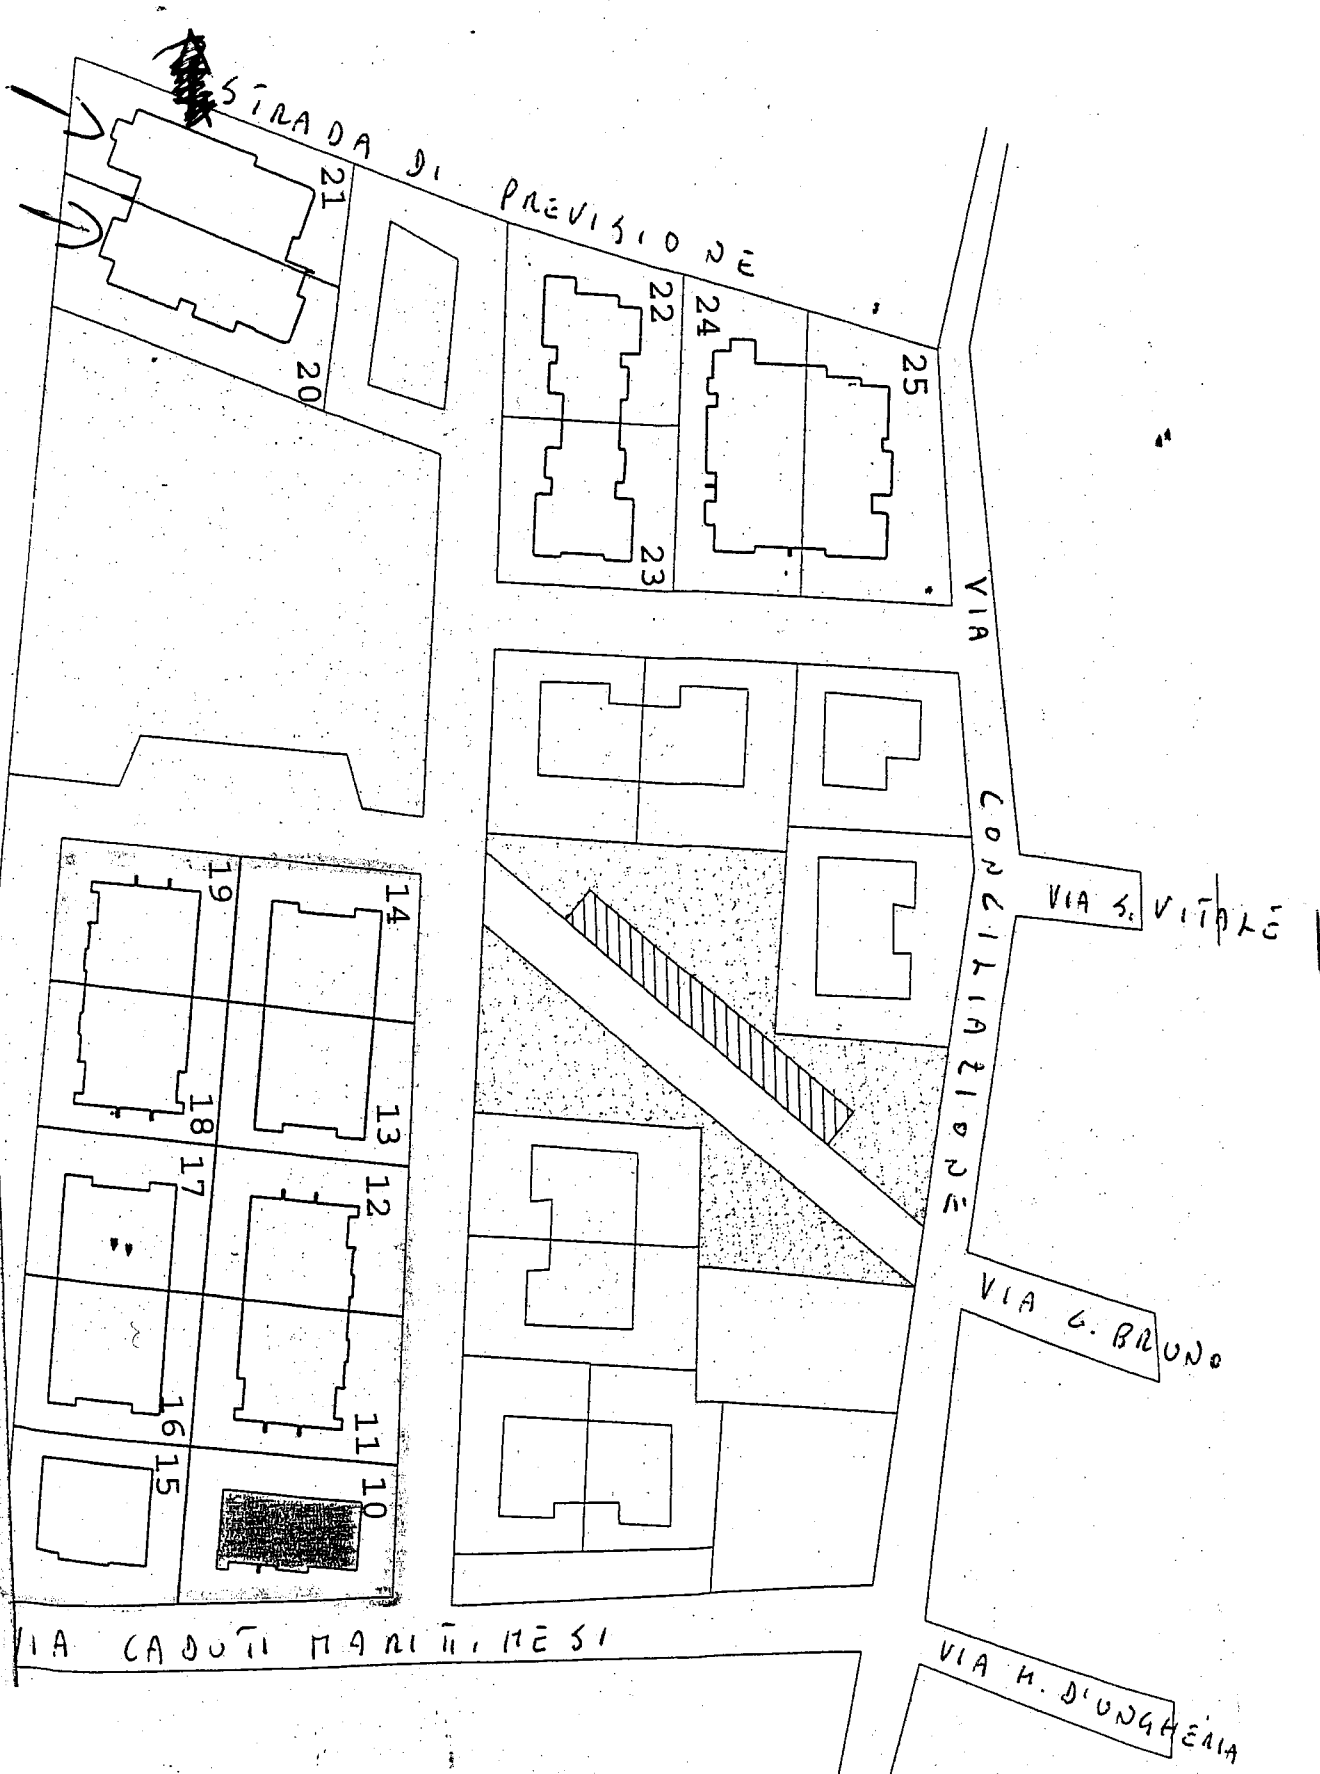 STRADA DI PREVISIONE
21
20
22
24
25
23
VIA CONCILIAZIONE
VIA S. VITALE
19
14
18
13
17
12
VIA G. BRUNO
16
11
15
10
VIA CADUTI MARITTIMESI
VIA M. D'UNGHERIA